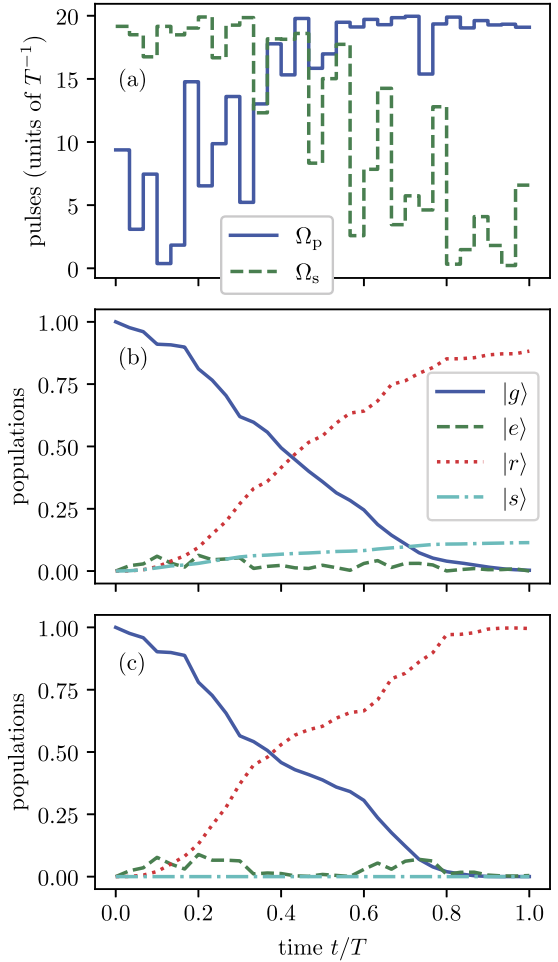 20
15
10
5
0
pulses (units of T⁻¹)
(a)
Ωp
Ωs
1.00
0.75
0.50
0.25
0.00
populations
(b)
|g⟩
|e⟩
|r⟩
|s⟩
1.00
0.75
0.50
0.25
0.00
populations
(c)
0.0 0.2 0.4 0.6 0.8 1.0
time t/T